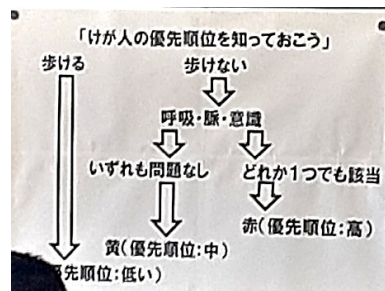 「けが人の優先順位を知っておこう」
歩ける
歩けない
呼吸・脈・意識
いずれも問題なし
どれか1つでも該当
赤(優先順位:高)
黄(優先順位:中)
先順位:低い)